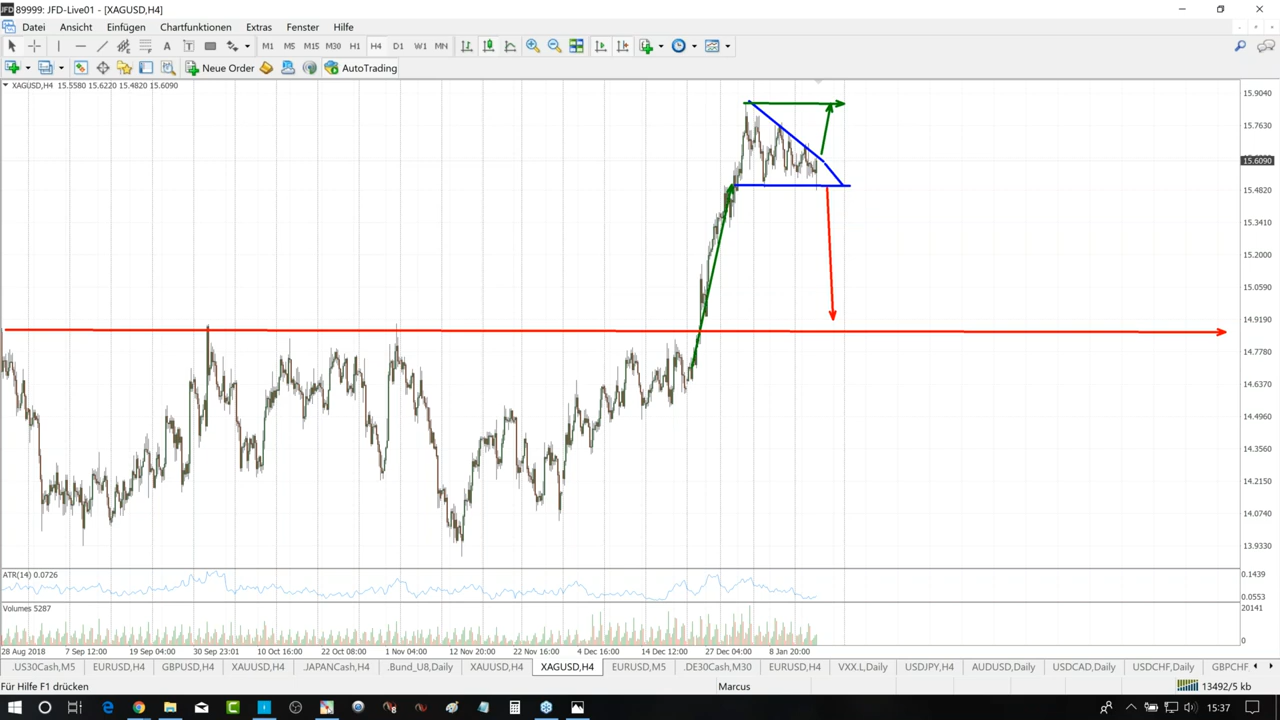 JFD 89999: JFD-Live01 - [XAGUSD,H4]
Datei Ansicht Einfügen Chartfunktionen Extras Fenster Hilfe
A T M1 M5 M15 M30 H1 H4 D1 W1 MN
Neue Order AutoTrading
XAGUSD,H4 15.5580 15.6220 15.4820 15.6090
15.9040
15.7630
15.6090
15.4820
15.3410
15.2000
15.0590
14.9190
14.7780
14.6370
14.4960
14.3560
14.2150
14.0740
13.9330
ATR(14) 0.0726
0.1439
0.0553
Volumes 5287
20141
0
28 Aug 2018 7 Sep 12:00 19 Sep 04:00 30 Sep 23:01 10 Oct 16:00 22 Oct 08:00 1 Nov 04:00 12 Nov 20:00 22 Nov 16:00 4 Dec 12:00 14 Dec 12:00 27 Dec 04:00 8 Jan 20:00
.US30Cash,M5 EURUSD,H4 GBPUSD,H4 XAUUSD,H4 .JAPANCash,H4 .Bund_U8,Daily XAUUSD,H4 XAGUSD,H4 EURUSD,M5 .DE30Cash,M30 EURUSD,H4 VXX.L,Daily USDJPY,H4 AUDUSD,Daily USDCAD,Daily USDCHF,Daily GBPCHF
Für Hilfe F1 drücken Marcus 13492/5 kb
15:37